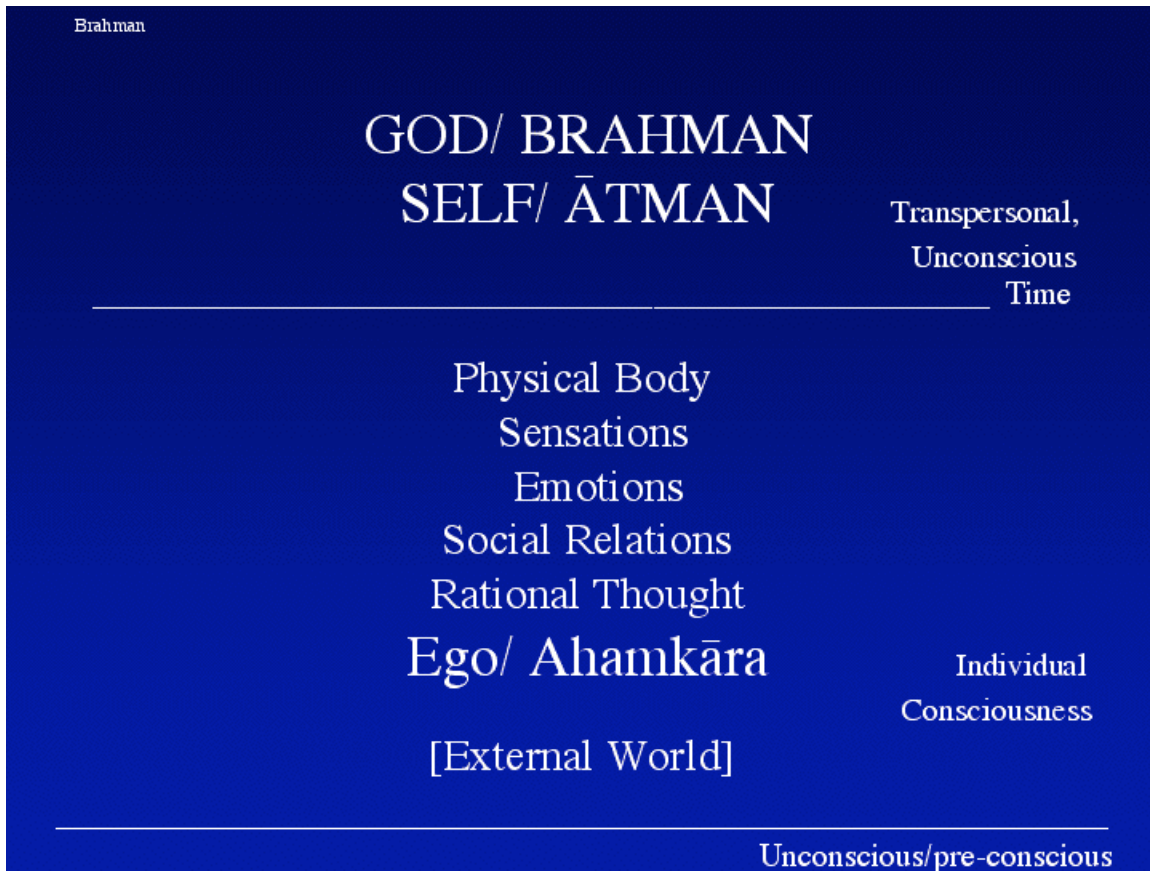 Brahman
GOD/ BRAHMAN
SELF/ ĀTMAN
Transpersonal,
Unconscious
Time
Physical Body
Sensations
Emotions
Social Relations
Rational Thought
Ego/ Ahamkāra
Individual
Consciousness
[External World]
Unconscious/pre-conscious